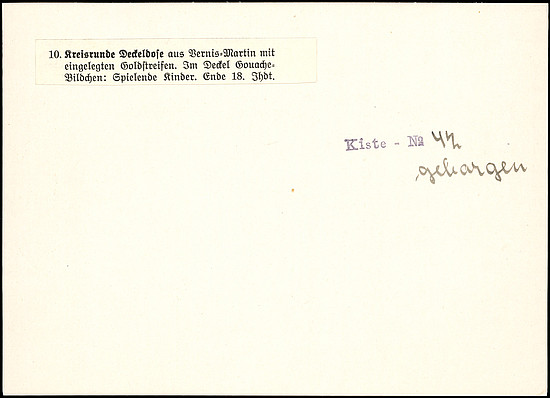 10. Kreisrunde Deckeldose aus Vernis-Martin mit
eingelegten Goldstreifen. Im Deckel Gouache-
Bildchen: Spielende Kinder. Ende 18. Jhdt.
Kiste - № 42
geborgen